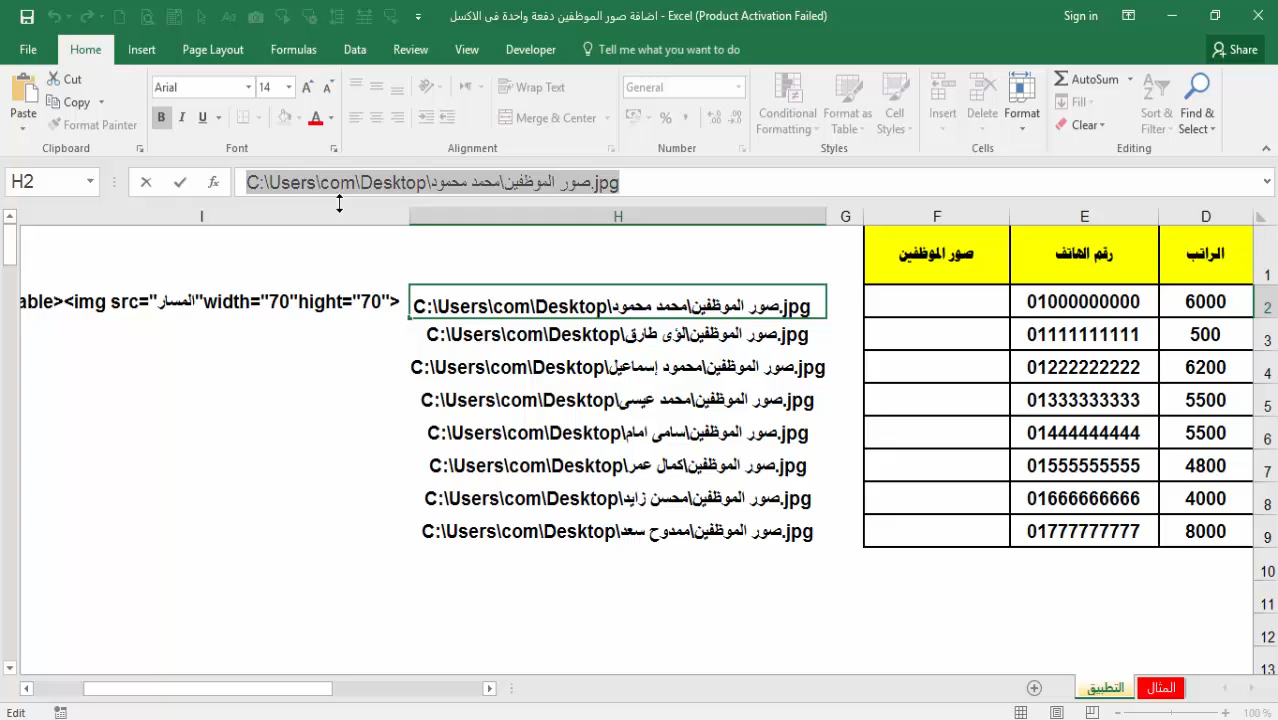 اضافة صور الموظفين دفعة واحدة فى الاكسل - Excel (Product Activation Failed)
Sign in
File Home Insert Page Layout Formulas Data Review View Developer Tell me what you want to do Share
Paste Cut Copy Format Painter Clipboard
Arial 14 B I U Font
Wrap Text Merge & Center Alignment
General % Number
Conditional Formatting Format as Table Cell Styles Styles
Insert Delete Format Cells
AutoSum Fill Clear Sort & Filter Find & Select Editing
H2 fx C:\Users\com\Desktop\صور الموظفين\محمد محمود.jpg
I H G F E D
صور الموظفين رقم الهاتف الراتب 1
able><img src="المسار"width="70"hight="70"> C:\Users\com\Desktop\صور الموظفين\محمد محمود.jpg 01000000000 6000 2
C:\Users\com\Desktop\صور الموظفين\لؤى طارق.jpg 01111111111 500 3
C:\Users\com\Desktop\صور الموظفين\محمود إسماعيل.jpg 01222222222 6200 4
C:\Users\com\Desktop\صور الموظفين\محمد عيسى.jpg 01333333333 5500 5
C:\Users\com\Desktop\صور الموظفين\سامى امام.jpg 01444444444 5500 6
C:\Users\com\Desktop\صور الموظفين\كمال عمر.jpg 01555555555 4800 7
C:\Users\com\Desktop\صور الموظفين\محسن زايد.jpg 01666666666 4000 8
C:\Users\com\Desktop\صور الموظفين\ممدوح سعد.jpg 01777777777 8000 9
10
11
12
13
التطبيق المثال
Edit 100 %